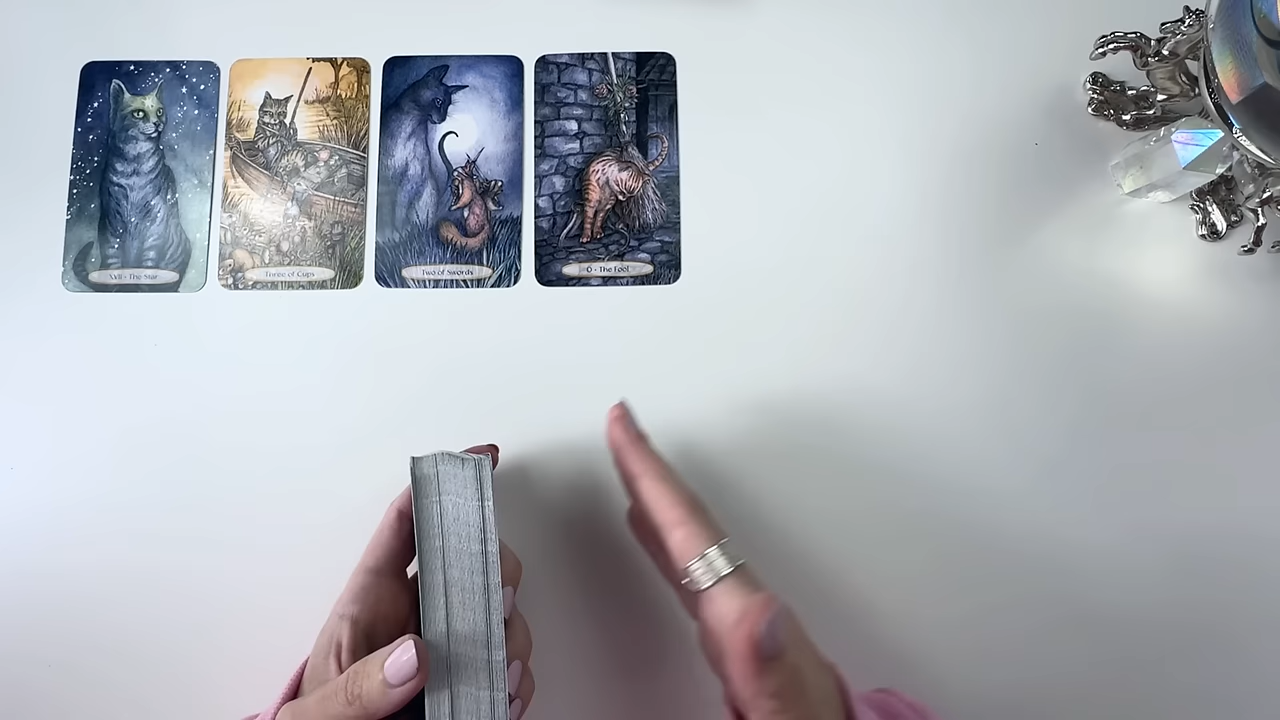 XVII • The Star
Three of Cups
Two of Swords
0 • The Fool